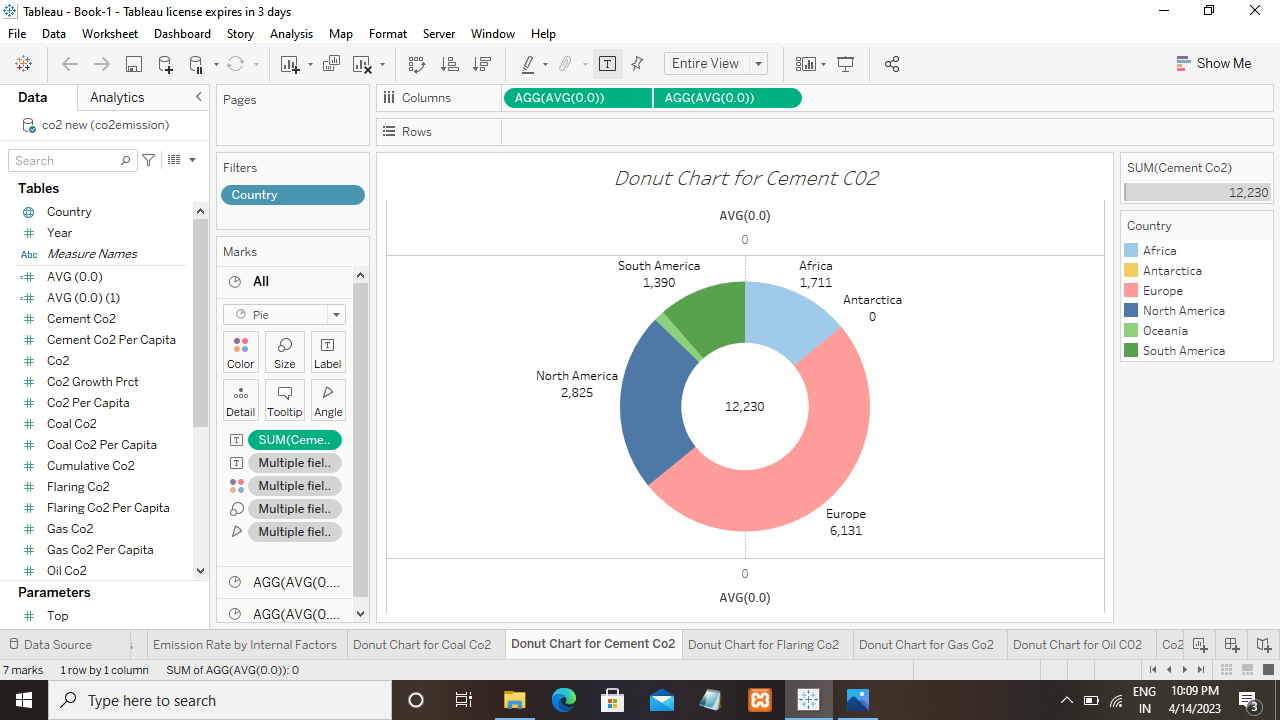 Tableau - Book-1 - Tableau license expires in 3 days
File Data Worksheet Dashboard Story Analysis Map Format Server Window Help
Entire View
Show Me
Data Analytics
co2 new (co2emission)
Search
Tables
Country
Year
Abc Measure Names
AVG (0.0)
AVG (0.0) (1)
Cement Co2
Cement Co2 Per Capita
Co2
Co2 Growth Prct
Co2 Per Capita
Coal Co2
Coal Co2 Per Capita
Cumulative Co2
Flaring Co2
Flaring Co2 Per Capita
Gas Co2
Gas Co2 Per Capita
Oil Co2
Parameters
Top
Pages
Filters
Country
Marks
All
Pie
Color Size Label
Detail Tooltip Angle
SUM(Ceme..
Multiple fiel..
Multiple fiel..
Multiple fiel..
Multiple fiel..
AGG(AVG(0....
AGG(AVG(0....
Columns AGG(AVG(0.0)) AGG(AVG(0.0))
Rows
Donut Chart for Cement C02
AVG(0.0)
0
South America
1,390
Africa
1,711
Antarctica
0
North America
2,825
12,230
Europe
6,131
0
AVG(0.0)
SUM(Cement Co2)
12,230
Country
Africa
Antarctica
Europe
North America
Oceania
South America
Data Source Emission Rate by Internal Factors Donut Chart for Coal Co2 Donut Chart for Cement Co2 Donut Chart for Flaring Co2 Donut Chart for Gas Co2 Donut Chart for Oil C02 Co2
7 marks 1 row by 1 column SUM of AGG(AVG(0.0)): 0
Type here to search
ENG
IN
10:09 PM
4/14/2023
3